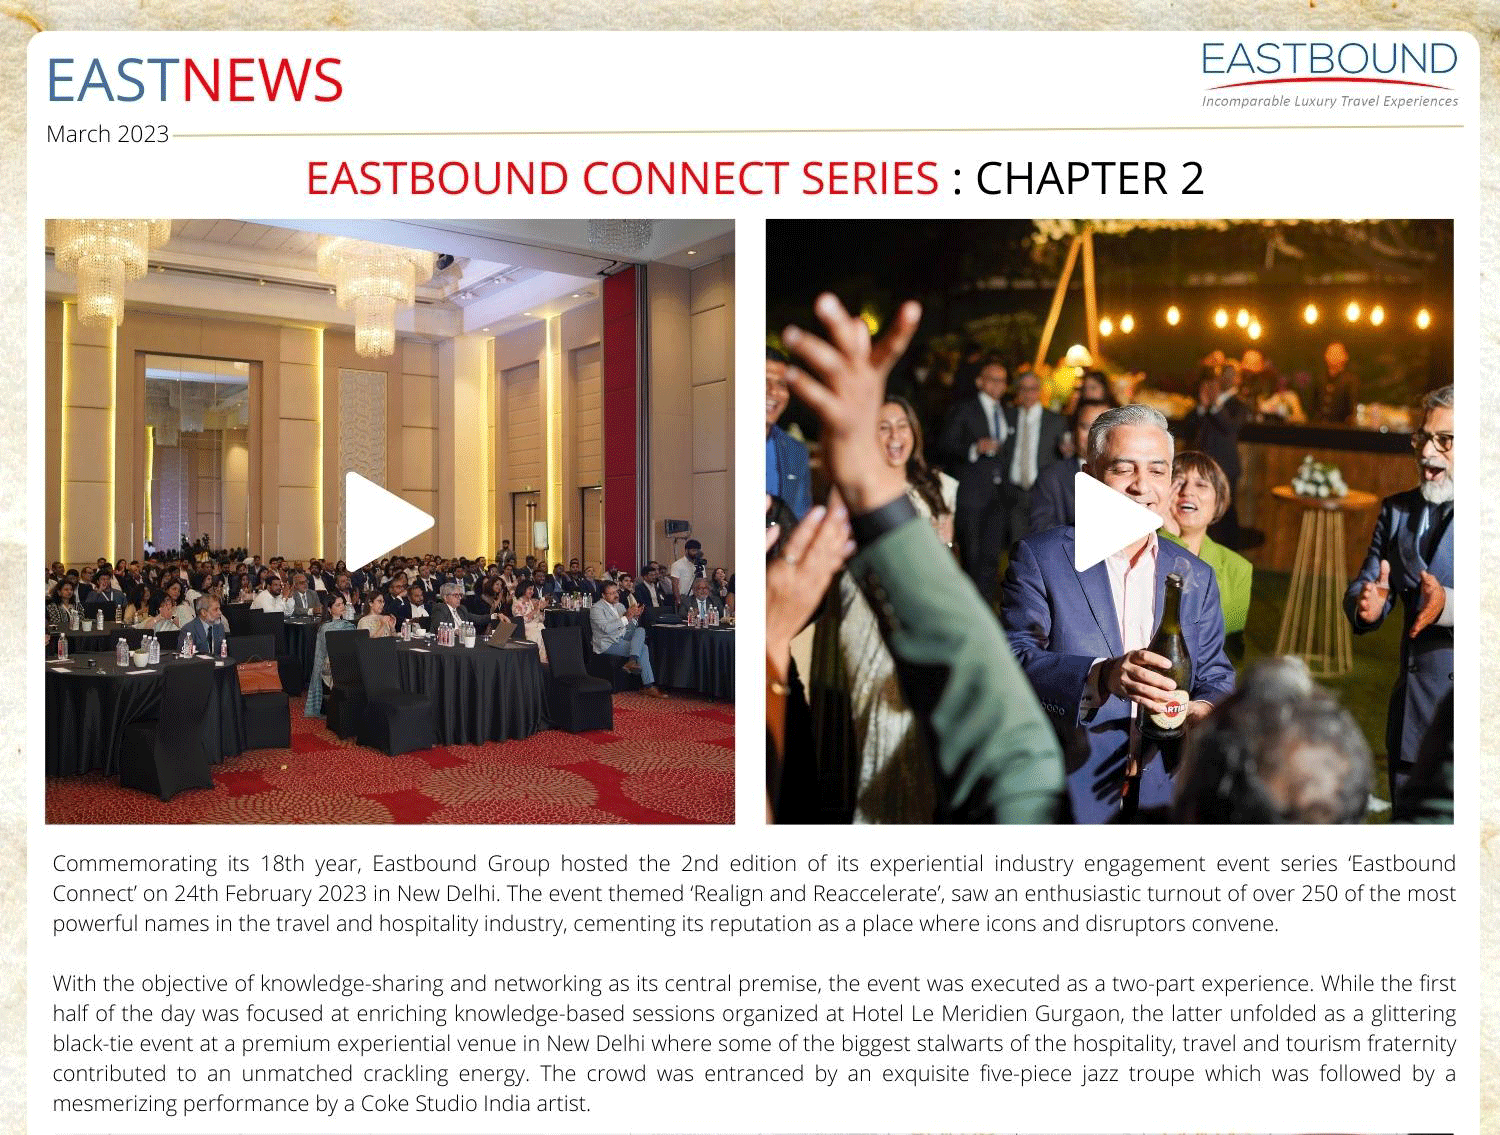 EASTNEWS
EASTBOUND
Incomparable Luxury Travel Experiences
March 2023
EASTBOUND CONNECT SERIES : CHAPTER 2
Commemorating its 18th year, Eastbound Group hosted the 2nd edition of its experiential industry engagement event series ‘Eastbound
Connect’ on 24th February 2023 in New Delhi. The event themed ‘Realign and Reaccelerate’, saw an enthusiastic turnout of over 250 of the most
powerful names in the travel and hospitality industry, cementing its reputation as a place where icons and disruptors convene.
With the objective of knowledge-sharing and networking as its central premise, the event was executed as a two-part experience. While the first
half of the day was focused at enriching knowledge-based sessions organized at Hotel Le Meridien Gurgaon, the latter unfolded as a glittering
black-tie event at a premium experiential venue in New Delhi where some of the biggest stalwarts of the hospitality, travel and tourism fraternity
contributed to an unmatched crackling energy. The crowd was entranced by an exquisite five-piece jazz troupe which was followed by a
mesmerizing performance by a Coke Studio India artist.